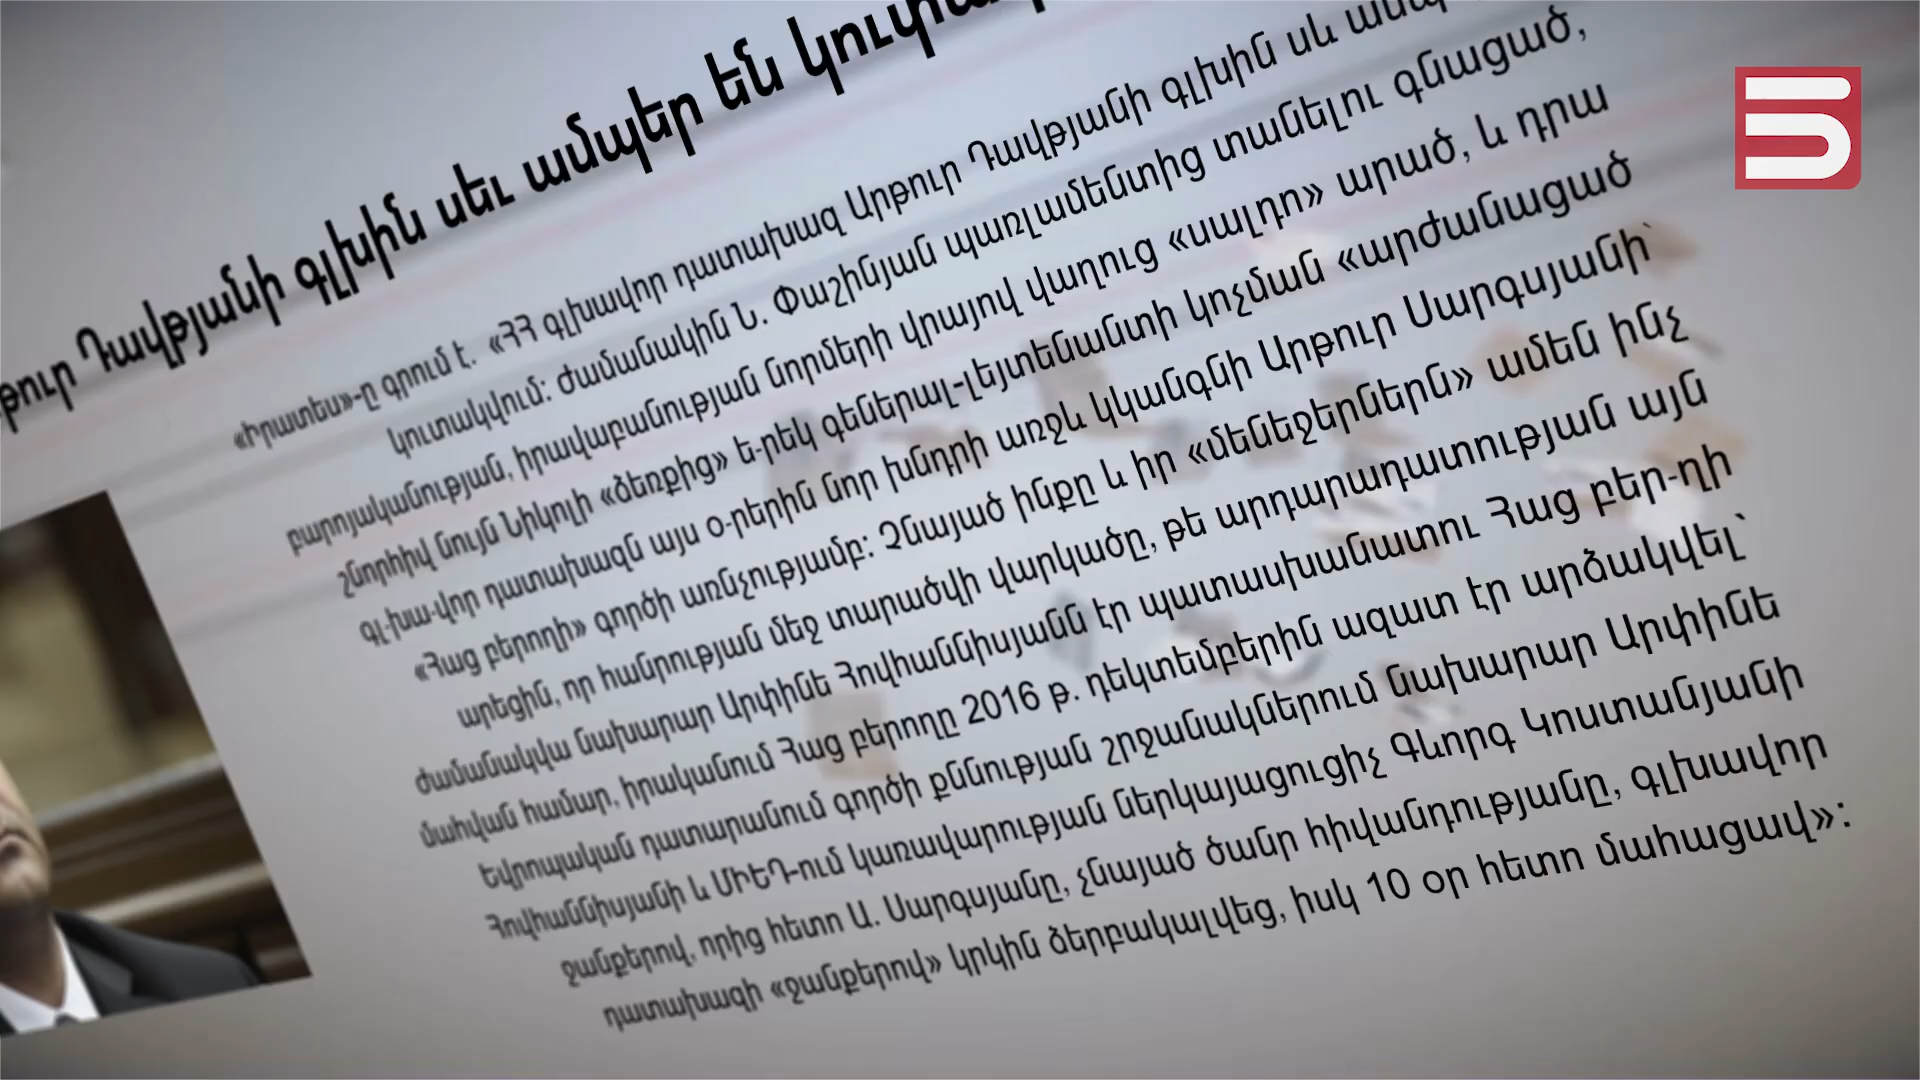 թուր Դավթյանի գլխին սեւ ամպեր են կուտակ
«Իրատես»-ը գրում է. «ՀՀ գլխավոր դատախազ Արթուր Դավթյանի գլխին սև ամպ
կուտակվում: Ժամանակին Ն. Փաշինյան պառլամենտից տանելու գնացած,
բարոյականության, իրավաբանության նորմերի վրայով վաղուց «սալդո» արած, և դրա
շնորհիվ նույն Նիկոլի «ձեռքից» ե-րեկ գեներալ-լեյտենանտի կոչման «արժանացած
գլ-խա-վոր դատախազն այս օ-րերին նոր խնդրի առջև կկանգնի Արթուր Սարգսյանի՝
«Հաց բերողի» գործի առնչությամբ: Չնայած ինքը և իր «մենեջերներն» ամեն ինչ
արեցին, որ հանրության մեջ տարածվի վարկածը, թե արդարադատության այն
ժամանակվա նախարար Արփինե Հովհաննիսյանն էր պատասխանատու Հաց բեր-ղի
մահվան համար, իրականում Հաց բերողը 2016 թ. դեկտեմբերին ազատ էր արձակվել՝
Եվրոպական դատարանում գործի քննության շրջանակներում նախարար Արփինե
Հովհաննիսյանի և ՄԻԵԴ-ում կառավարության ներկայացուցիչ Գևորգ Կոստանյանի
ջանքերով, որից հետո Ա. Սարգսյանը, չնայած ծանր հիվանդությանը, գլխավոր
դատախազի «ջանքերով» կրկին ձերբակալվեց, իսկ 10 օր հետո մահացավ»: